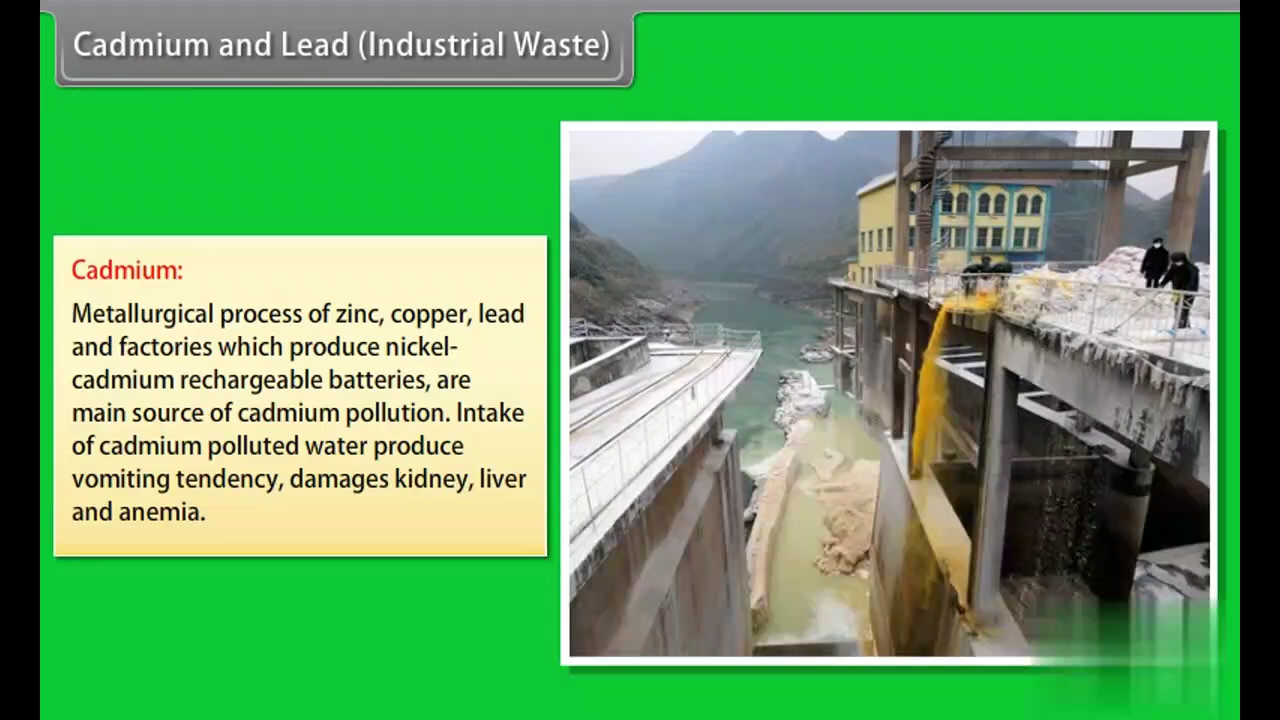 Cadmium and Lead (Industrial Waste)
Cadmium:
Metallurgical process of zinc, copper, lead
and factories which produce nickel-
cadmium rechargeable batteries, are
main source of cadmium pollution. Intake
of cadmium polluted water produce
vomiting tendency, damages kidney, liver
and anemia.